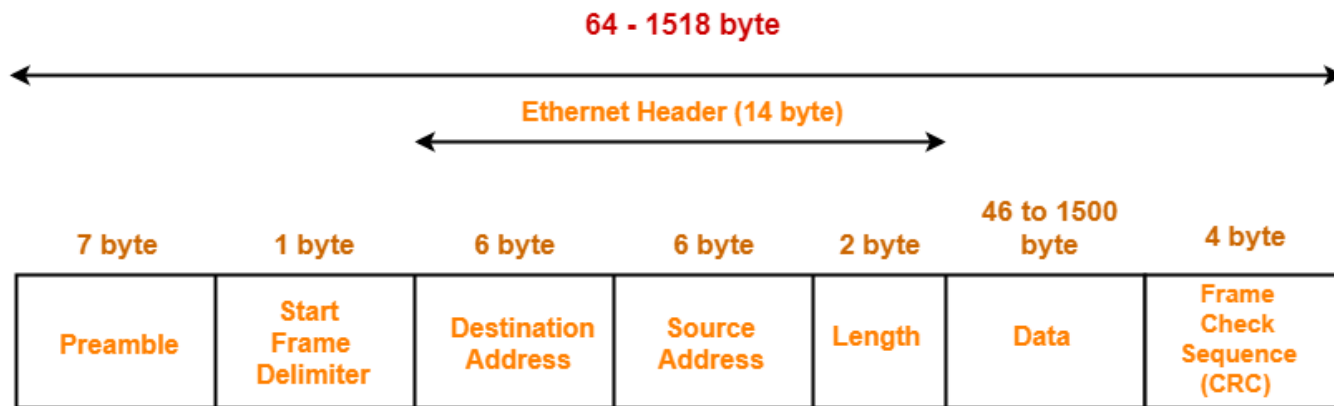 64 - 1518 byte
Ethernet Header (14 byte)
7 byte
1 byte
6 byte
6 byte
2 byte
46 to 1500
byte
4 byte
Preamble
Start
Frame
Delimiter
Destination
Address
Source
Address
Length
Data
Frame
Check
Sequence
(CRC)